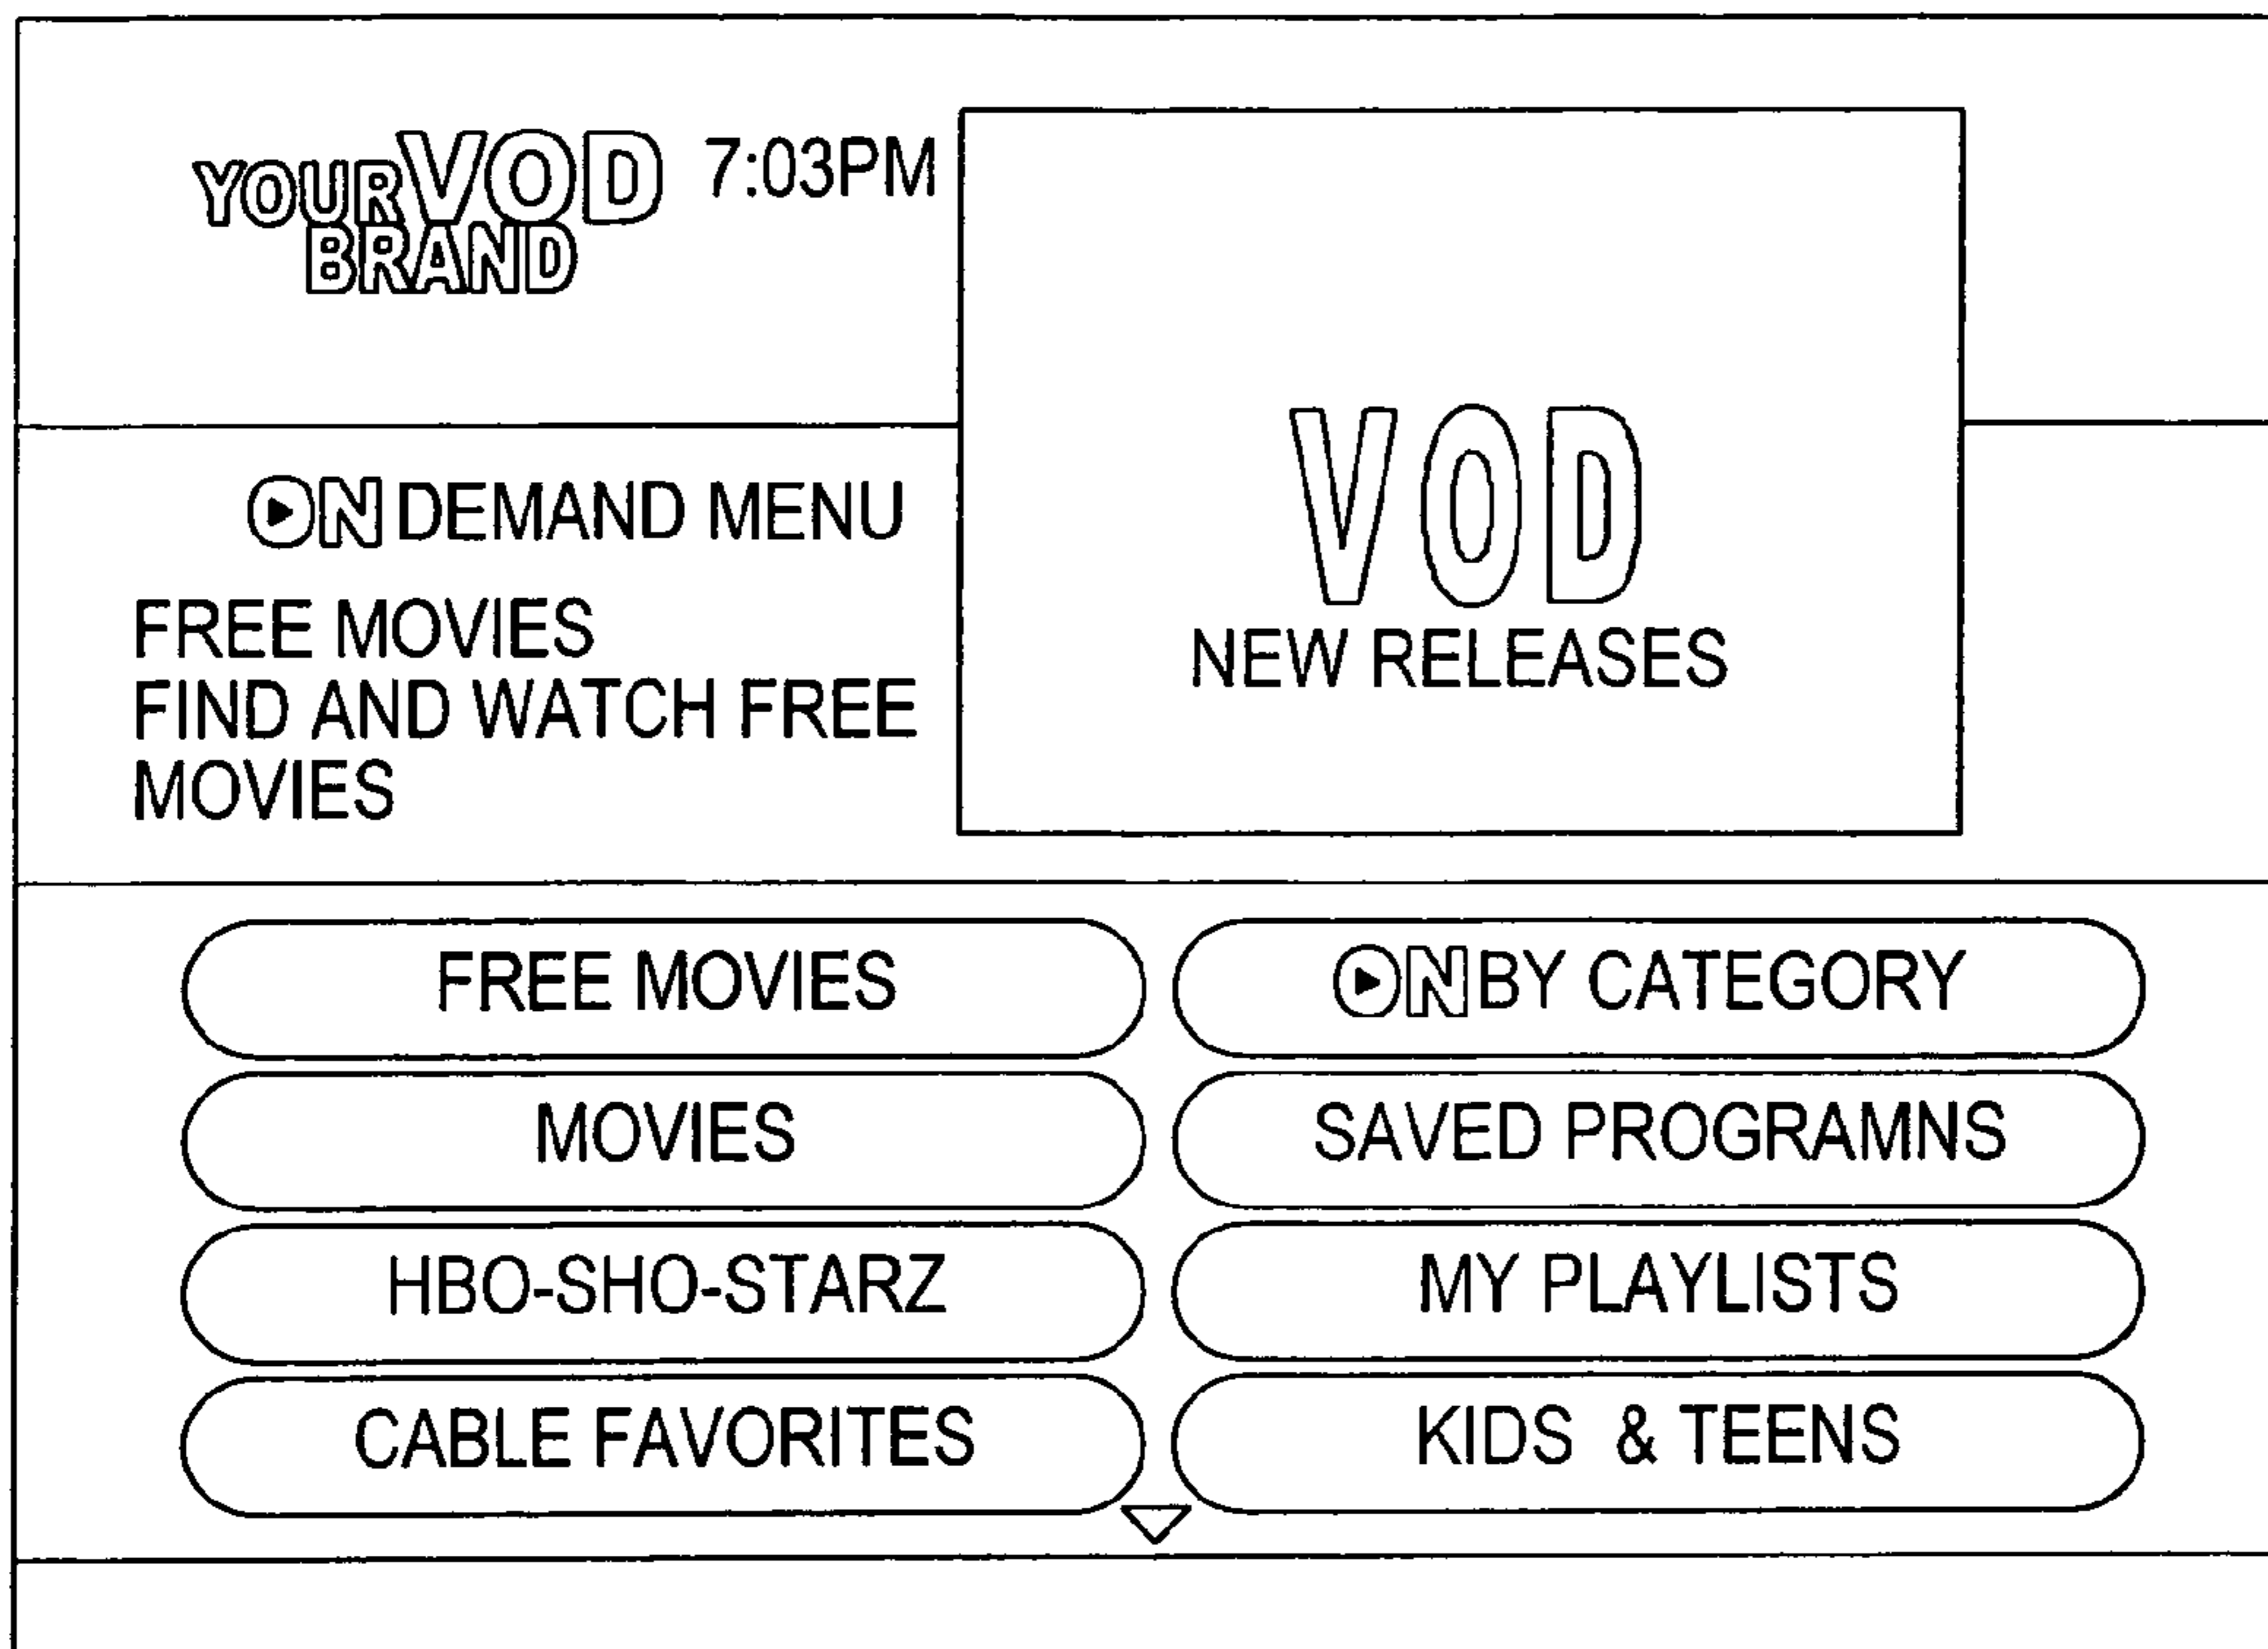 YOUR VOD 7:03PM
BRAND
ON DEMAND MENU
FREE MOVIES
FIND AND WATCH FREE
MOVIES
VOD
NEW RELEASES
FREE MOVIES
ON BY CATEGORY
MOVIES
SAVED PROGRAMNS
HBO-SHO-STARZ
MY PLAYLISTS
CABLE FAVORITES
KIDS & TEENS